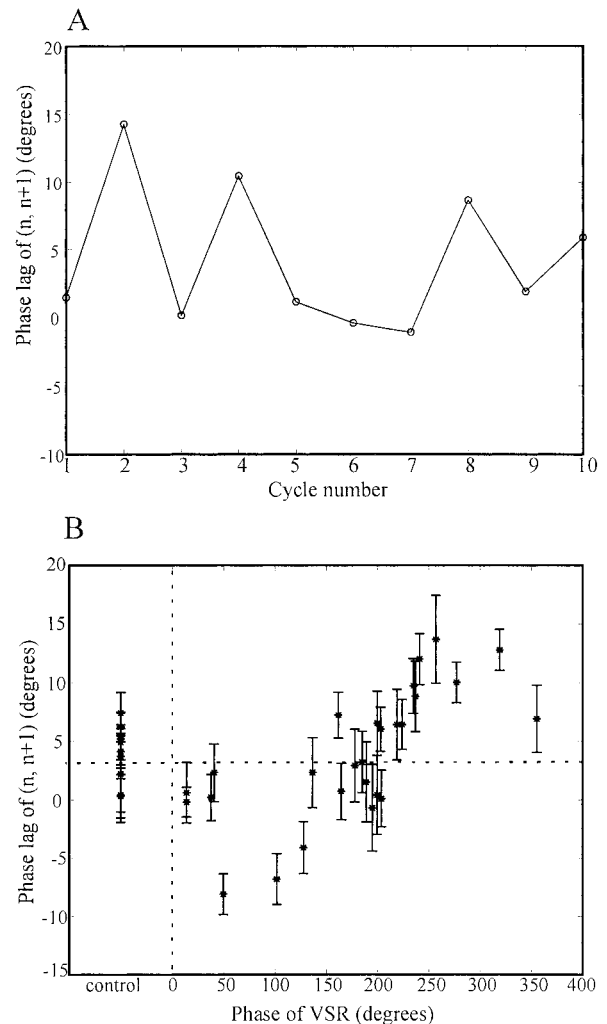 A
Phase lag of (n, n+1) (degrees)
20
15
10
5
0
-5
-10
1 2 3 4 5 6 7 8 9 10
Cycle number
B
Phase lag of (n, n+1) (degrees)
20
15
10
5
0
-5
-10
-15
control 0 50 100 150 200 250 300 350 400
Phase of VSR (degrees)